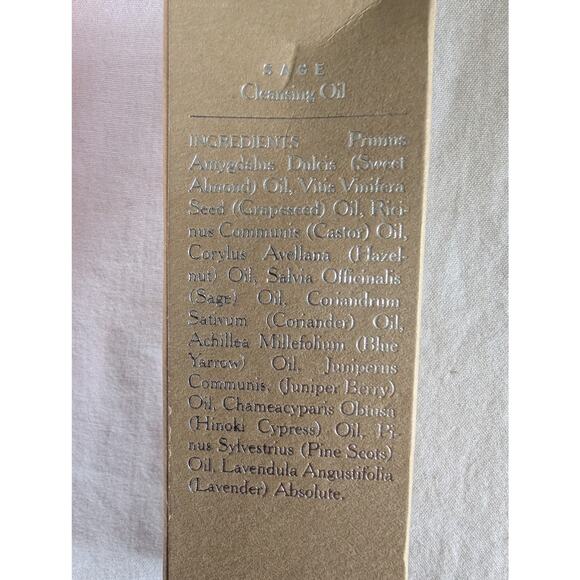 SAGE
Cleansing Oil
INGREDIENTS Prunus
Amygdalus Dulcis (Sweet
Almond) Oil, Vitis Vinifera
Seed (Grapeseed) Oil, Rici-
nus Communis (Castor) Oil,
Corylus Avellana (Hazel-
nut) Oil, Salvia Officinalis
(Sage) Oil, Coriandrum
Sativum (Coriander) Oil,
Achillea Millefolium (Blue
Yarrow) Oil, Juniperus
Communis, (Juniper Berry)
Oil, Chameacyparis Obtusa
(Hinoki Cypress) Oil, Pi-
nus Sylvestrius (Pine Scots)
Oil, Lavendula Angustifolia
(Lavender) Absolute.